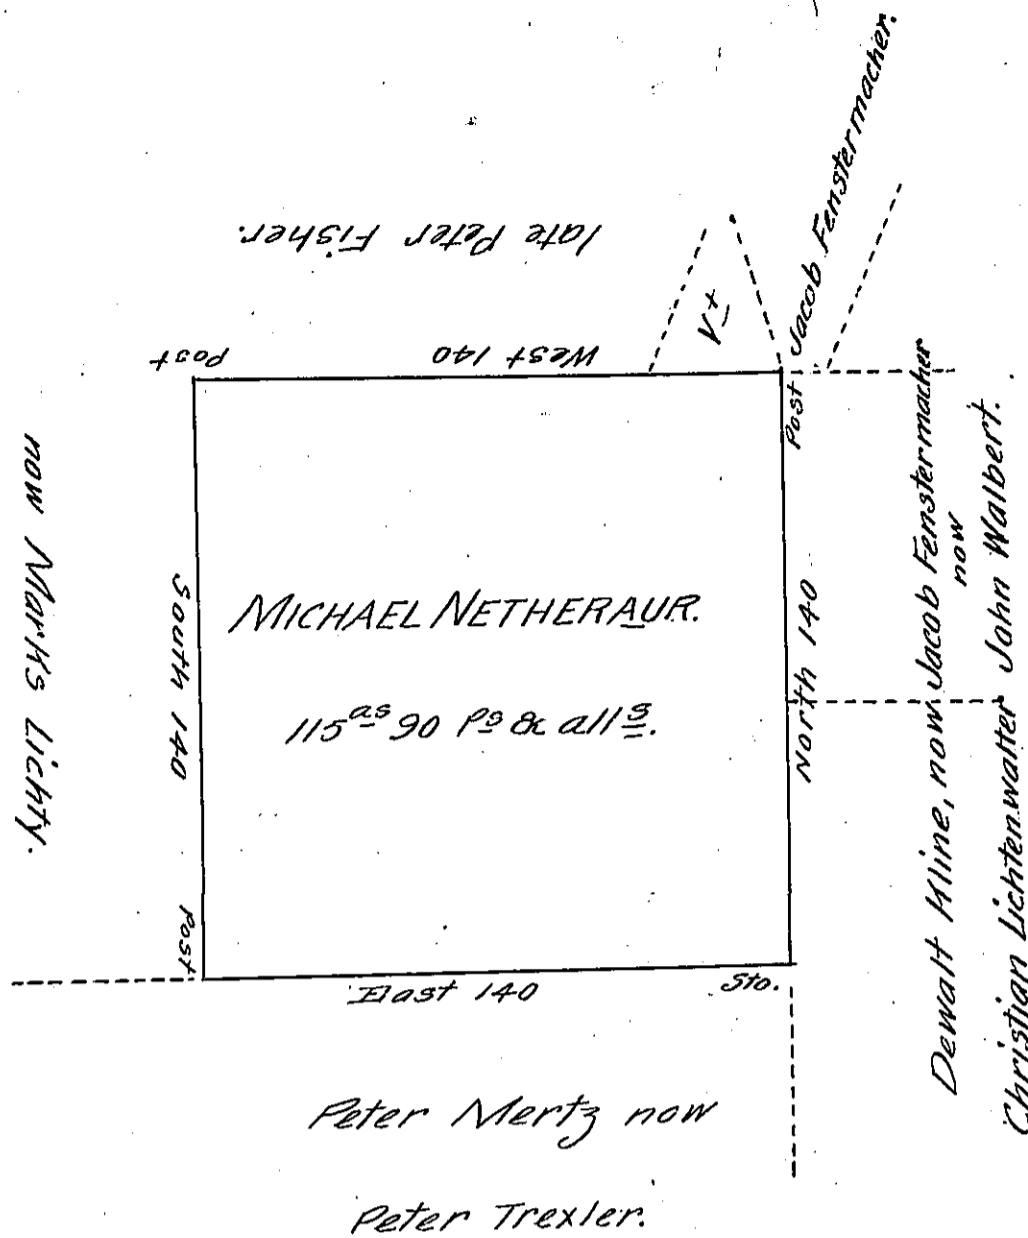 Jacob Fenstermacher.
late Peter Fisher.
Vt
Post
West 140
Post
now Marks Lichty.
South 140
MICHAEL NETHERAUR.
115as 90 Ps & alls.
North 140
Dewalt Kline, now Jacob Fenstermacher
now
Christian Lichtenwalter John Walbert.
Post
East 140
Sto.
Peter Mertz now
Peter Trexler.